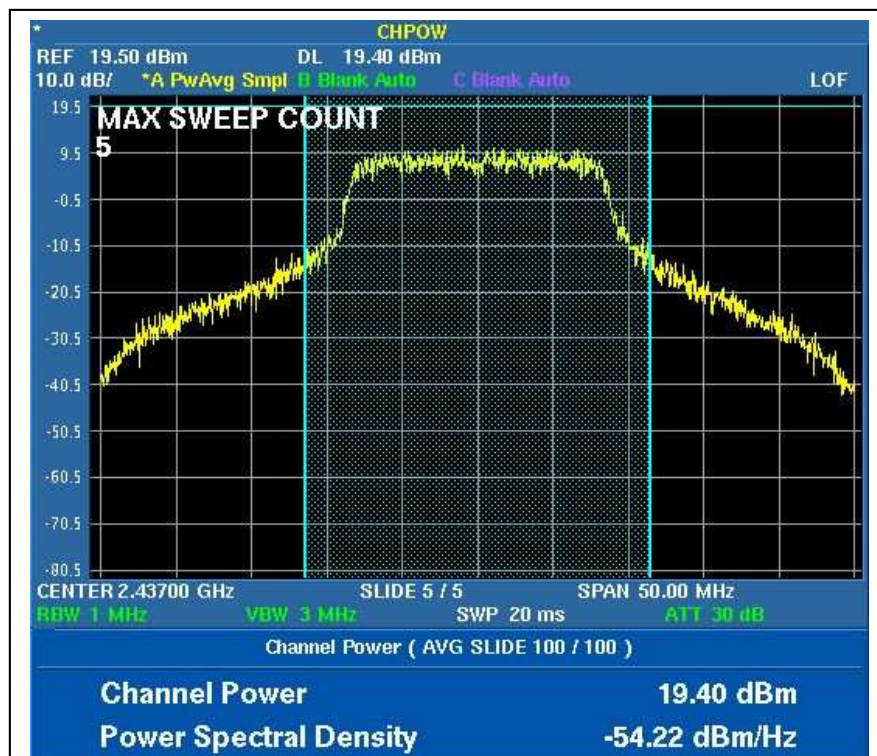 *
CHPOW
REF 19.50 dBm DL 19.40 dBm
10.0 dB/ *A PwAvg Smpl B Blank Auto C Blank Auto LOF
19.5
MAX SWEEP COUNT
5
9.5
-0.5
-10.5
-20.5
-30.5
-40.5
-50.5
-60.5
-70.5
-80.5
CENTER 2.43700 GHz SLIDE 5 / 5 SPAN 50.00 MHz
RBW 1 MHz VBW 3 MHz SWP 20 ms ATT 30 dB
Channel Power ( AVG SLIDE 100 / 100 )
Channel Power 19.40 dBm
Power Spectral Density -54.22 dBm/Hz